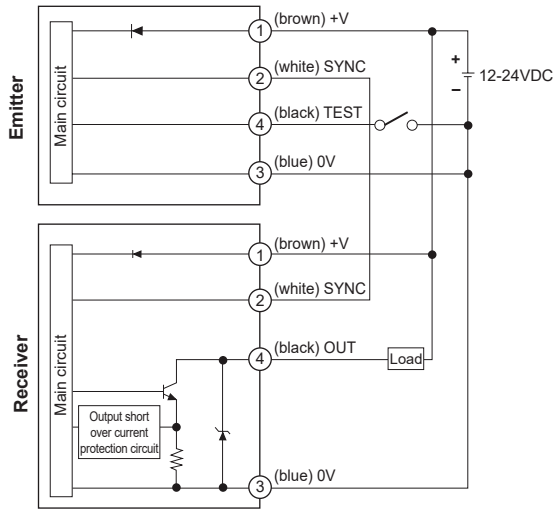 Emitter
Main circuit
1 (brown) +V
2 (white) SYNC
4 (black) TEST
3 (blue) 0V
+
−
12-24VDC
Receiver
Main circuit
1 (brown) +V
2 (white) SYNC
4 (black) OUT
Load
Output short
over current
protection circuit
3 (blue) 0V